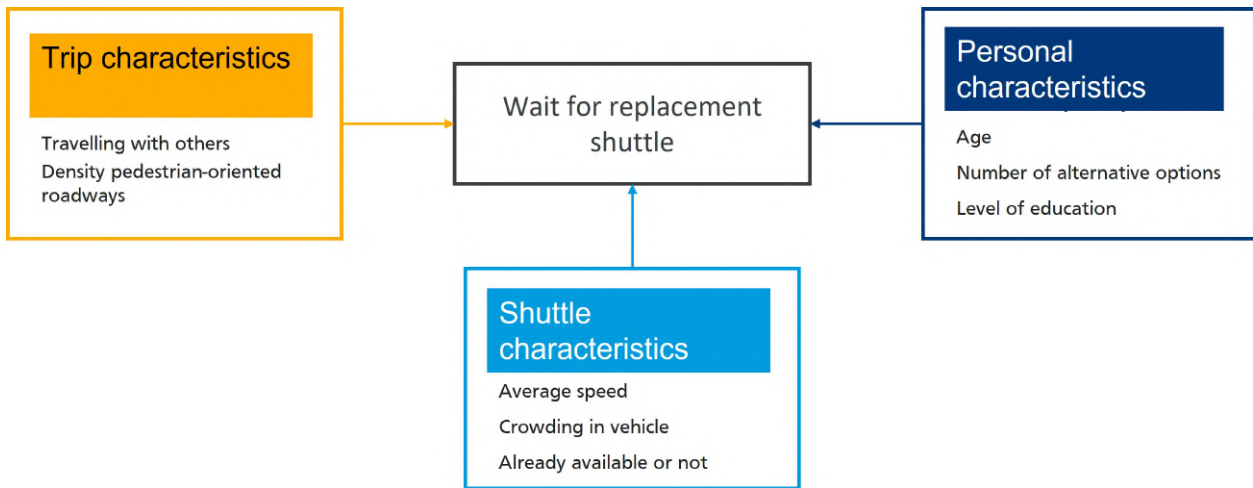 Trip characteristics
Travelling with others
Density pedestrian-oriented
roadways
Wait for replacement
shuttle
Personal
characteristics
Age
Number of alternative options
Level of education
Shuttle
characteristics
Average speed
Crowding in vehicle
Already available or not